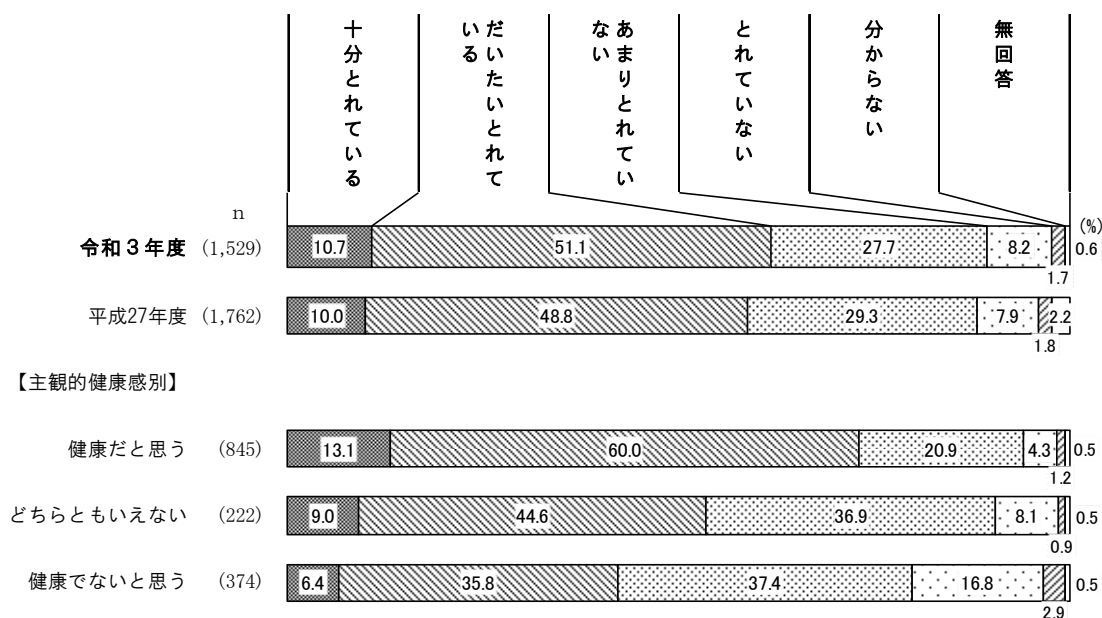 十分とれている
だいたいとれて
いる
あまりとれてい
ない
とれていない
分からない
無回答
n
(%)
令和３年度 (1,529) 10.7 51.1 27.7 8.2 0.6
1.7
平成27年度 (1,762) 10.0 48.8 29.3 7.9 2.2
1.8
【主観的健康感別】
健康だと思う (845) 13.1 60.0 20.9 4.3 0.5
1.2
どちらともいえない (222) 9.0 44.6 36.9 8.1 0.5
0.9
健康でないと思う (374) 6.4 35.8 37.4 16.8 0.5
2.9